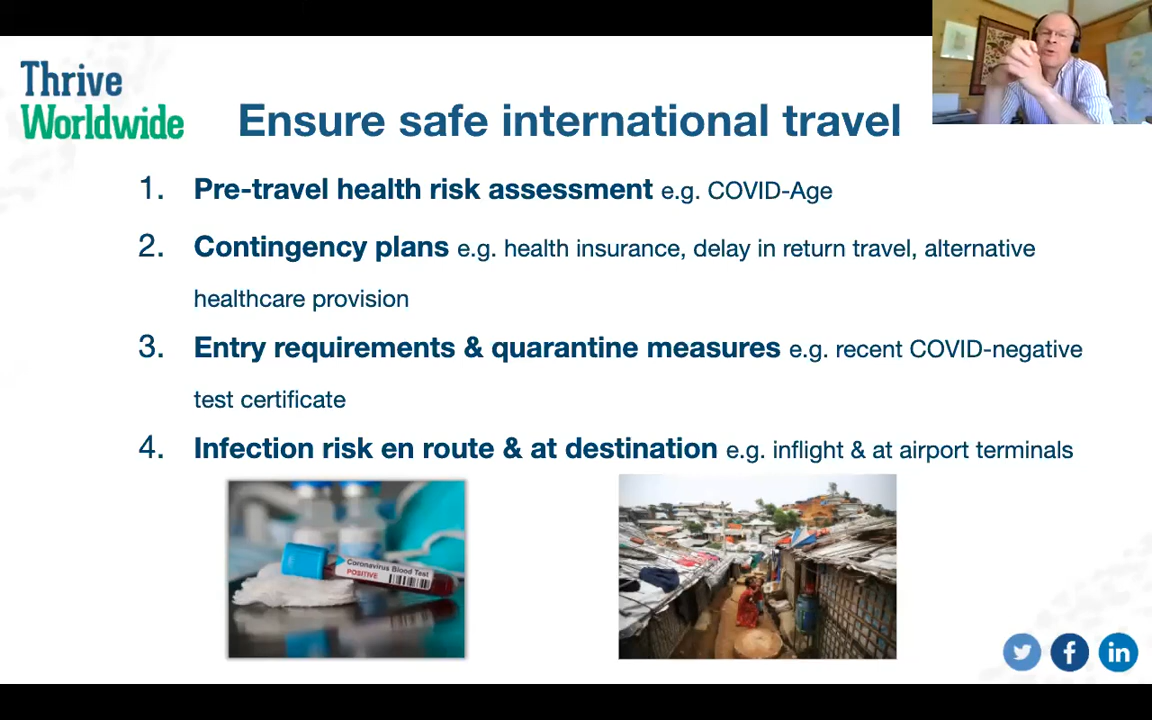 Thrive
Worldwide
Ensure safe international travel
1. Pre-travel health risk assessment e.g. COVID-Age
2. Contingency plans e.g. health insurance, delay in return travel, alternative
healthcare provision
3. Entry requirements & quarantine measures e.g. recent COVID-negative
test certificate
4. Infection risk en route & at destination e.g. inflight & at airport terminals
Coronavirus Blood Test
POSITIVE